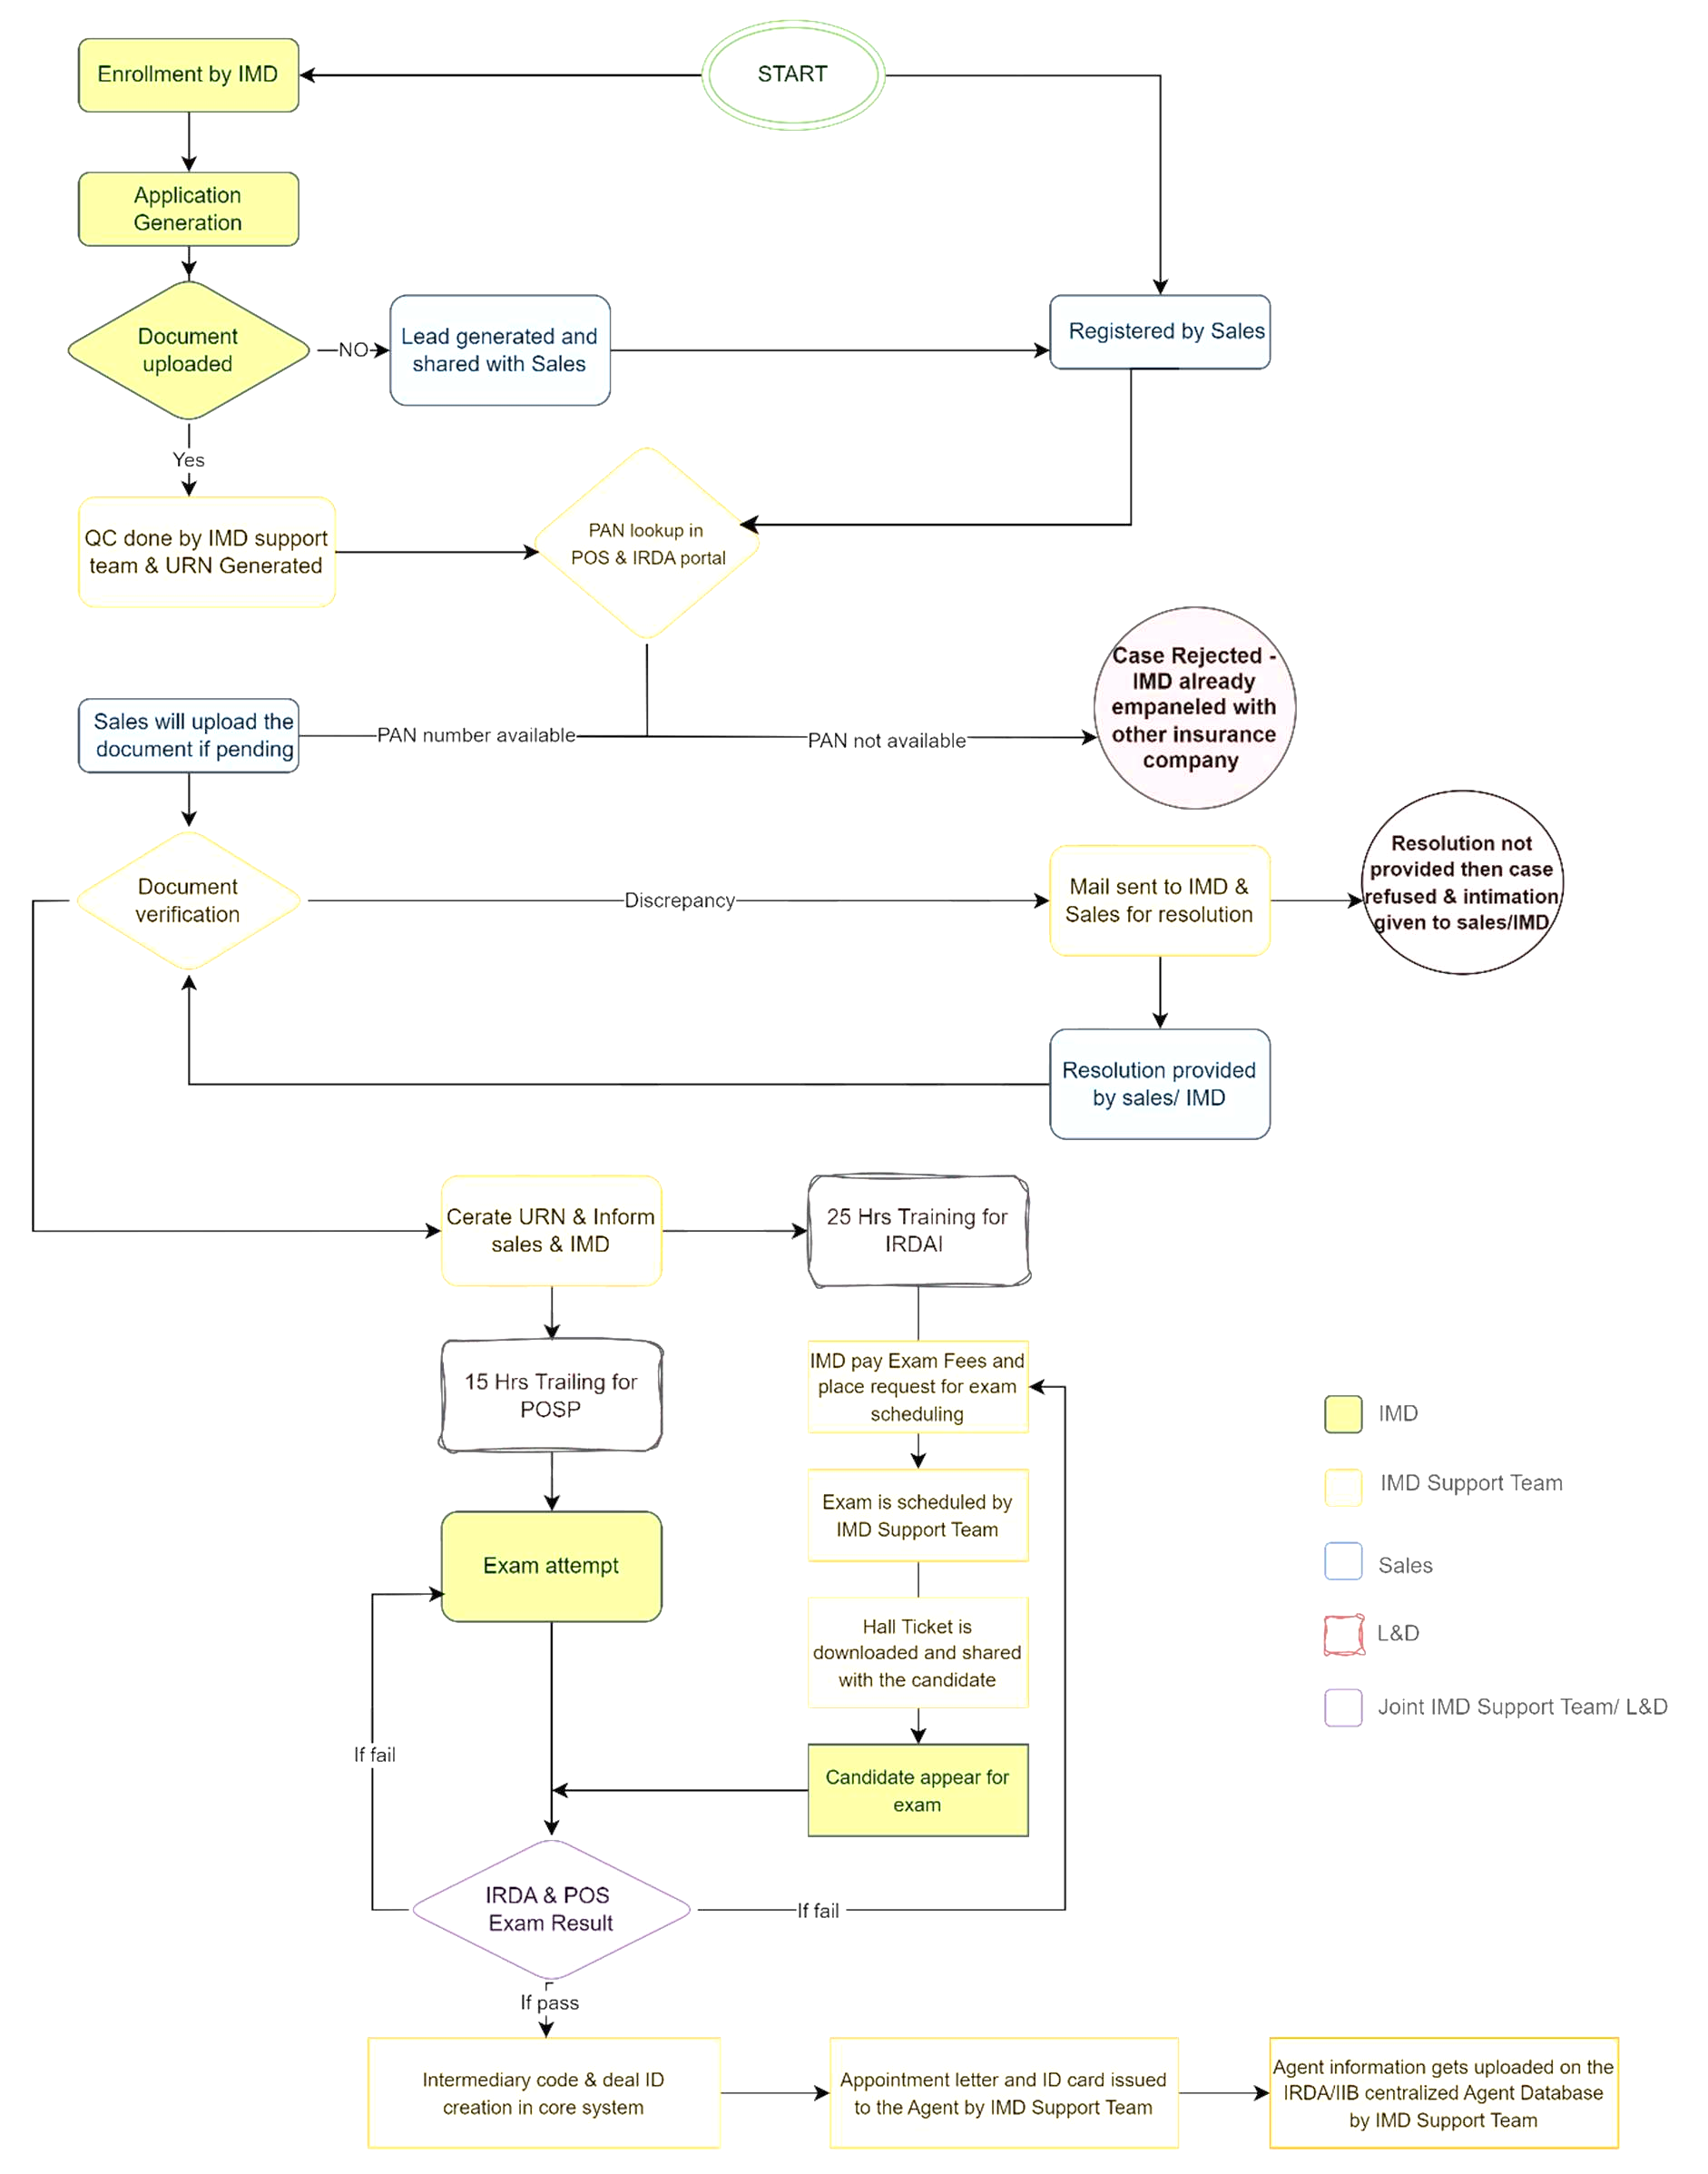 START
Enrollment by IMD
Application
Generation
Document
uploaded
NO
Lead generated and
shared with Sales
Registered by Sales
Yes
QC done by IMD support
team & URN Generated
PAN lookup in
POS & IRDA portal
Case Rejected -
IMD already
empaneled with
other insurance
company
Sales will upload the
document if pending
PAN number available
PAN not available
Document
verification
Discrepancy
Mail sent to IMD &
Sales for resolution
Resolution not
provided then case
refused & intimation
given to sales/IMD
Resolution provided
by sales/ IMD
Cerate URN & Inform
sales & IMD
25 Hrs Training for
IRDAI
15 Hrs Trailing for
POSP
IMD pay Exam Fees and
place request for exam
scheduling
Exam is scheduled by
IMD Support Team
Exam attempt
Hall Ticket is
downloaded and shared
with the candidate
If fail
Candidate appear for
exam
IRDA & POS
Exam Result
If fail
If pass
Intermediary code & deal ID
creation in core system
Appointment letter and ID card issued
to the Agent by IMD Support Team
Agent information gets uploaded on the
IRDA/IIB centralized Agent Database
by IMD Support Team
IMD
IMD Support Team
Sales
L&D
Joint IMD Support Team/ L&D